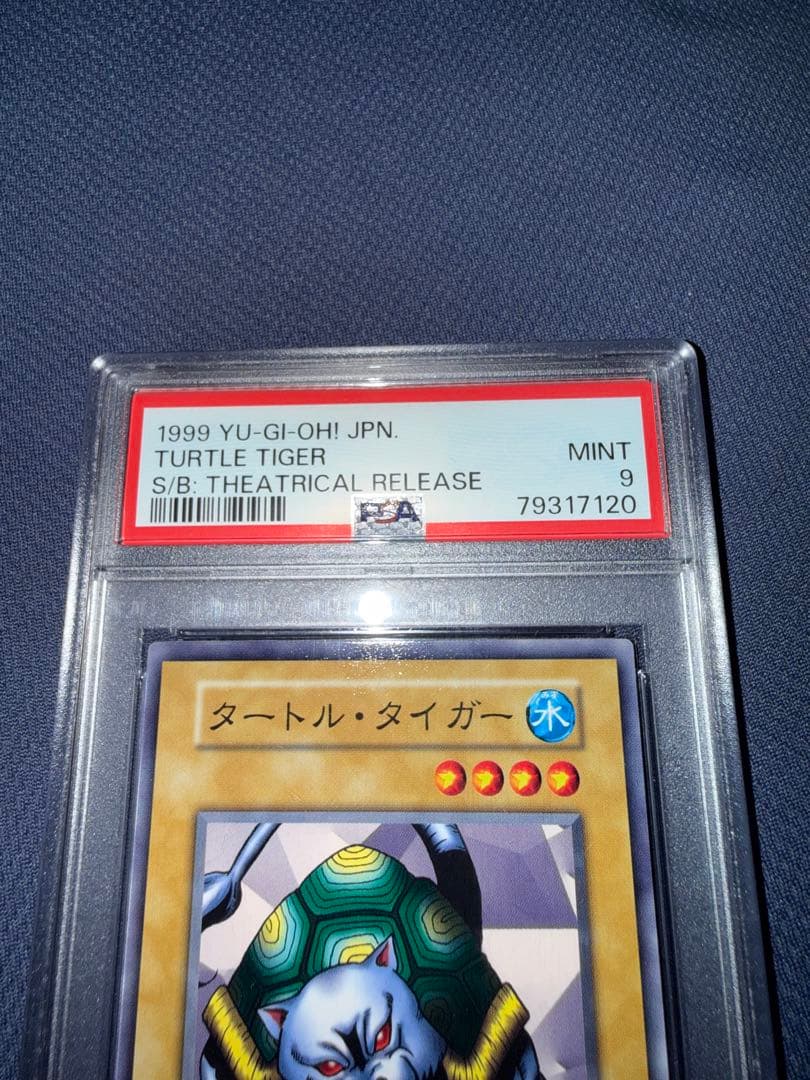 1999 YU-GI-OH! JPN.
TURTLE TIGER
S/B: THEATRICAL RELEASE
MINT
9
79317120
タートル・タイガー
水